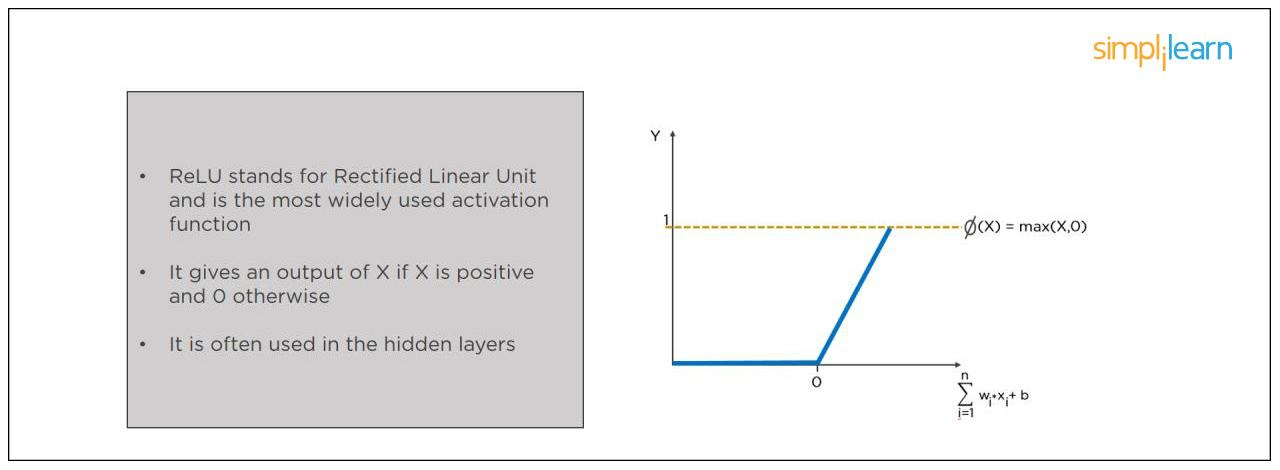 simplilearn
• ReLU stands for Rectified Linear Unit
and is the most widely used activation
function
• It gives an output of X if X is positive
and 0 otherwise
• It is often used in the hidden layers
Y
1
∅(X) = max(X,0)
0
n
∑ wi*xi+ b
i=1